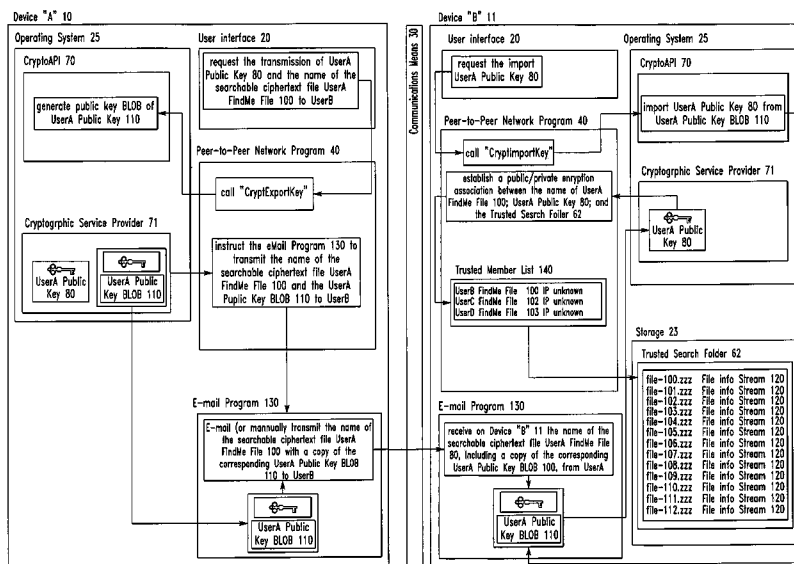 Device "A" 10
Operating System 25
CryptoAPI 70
generate public key BLOB of
UserA Public Key 110
User interface 20
request the transmission of UserA
Public Key 80 and the name of the
searchable ciphertext file UserA
FindMe File 100 to UserB
Peer-to-Peer Network Program 40
call "CryptExportKey"
Cryptogrphic Service Provider 71
UserA Public
Key 80
UserA Public
Key BLOB 110
instruct the eMail Program 130 to
transmit the name of the
searchable ciphertext file UserA
FindMe File 100 and the UserA
Puplic Key BLOB 110 to UserB
E-mail Program 130
E-mail (or mannually transmit the name of
the searchable ciphertext file UserA
FindMe File 100 with a copy of the
corresponding UserA Public Key BLOB
110 to UserB
UserA Public
Key BLOB 110
Communications Means 30
Device "B" 11
User interface 20
request the import
UserA Public Key 80
Operating System 25
CryptoAPI 70
import UserA Public Key 80 from
UserA Public Key BLOB 110
Peer-to-Peer Network Program 40
call "CryptimportKey"
establish a public/private enryption
association between the name of UserA
FindMe File 100; UserA Public Key 80; and
the Trusted Search Foller 62
Cryptogrphic Service Provider 71
UserA Public
Key 80
Trusted Member List 140
UserB FindMe File 100 IP unknown
UserC FindMe File 102 IP unknown
UserD FindMe File 103 IP unknown
Storage 23
Trusted Search Folder 62
file-100.zzz File info Stream 120
file-101.zzz File info Stream 120
file-102.zzz File info Stream 120
file-103.zzz File info Stream 120
file-104.zzz File info Stream 120
file-105.zzz File info Stream 120
file-106.zzz File info Stream 120
file-107.zzz File info Stream 120
file-108.zzz File info Stream 120
file-109.zzz File info Stream 120
file-110.zzz File info Stream 120
file-111.zzz File info Stream 120
file-112.zzz File info Stream 120
E-mail Program 130
receive on Device "B" 11 the name of the
searchable ciphertext file UserA FindMe File
80, including a copy of the corresponding
UserA Public Key BLOB 100, from UserA
UserA Public
Key BLOB 110